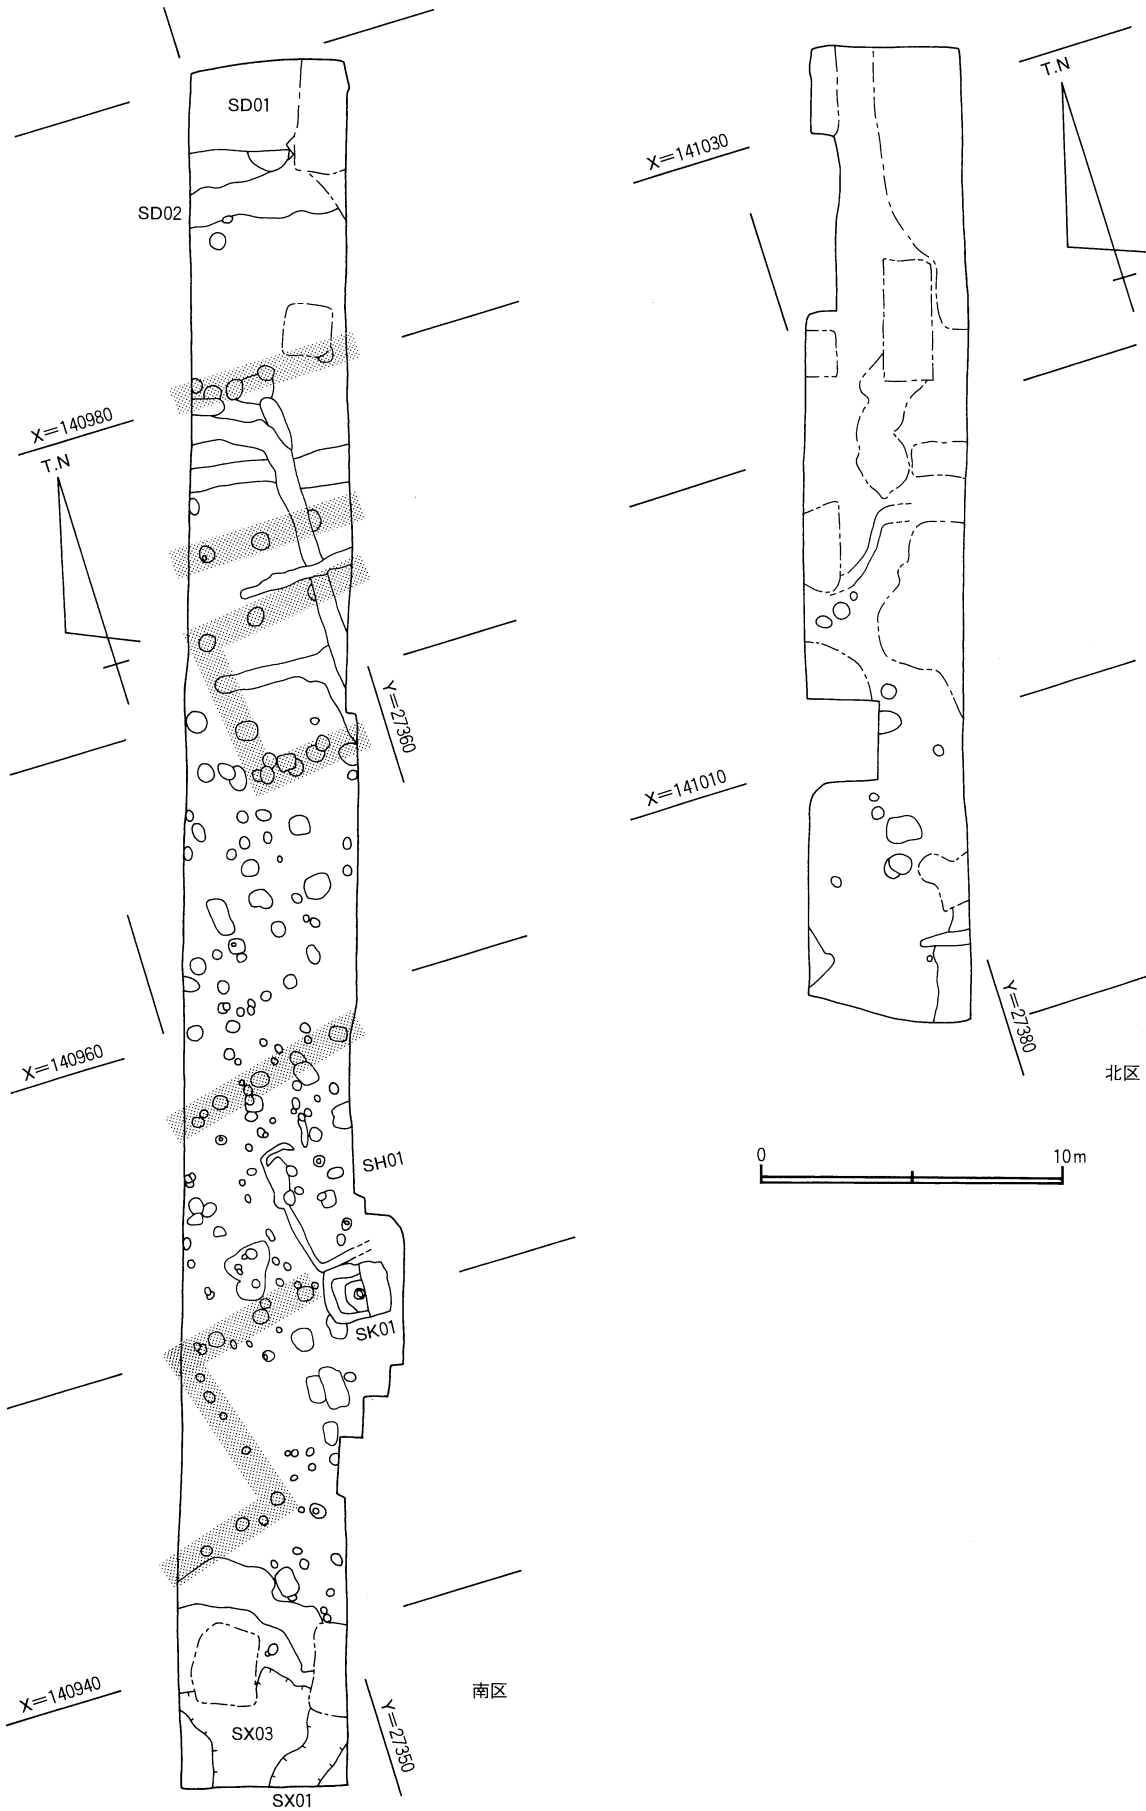 SD01
SD02
X=140980
T.N
Y=27360
X=140960
SH01
SK01
X=140940
南区
SX03
Y=27350
SX01
T.N
X=141030
X=141010
Y=27380
北区
0 10m